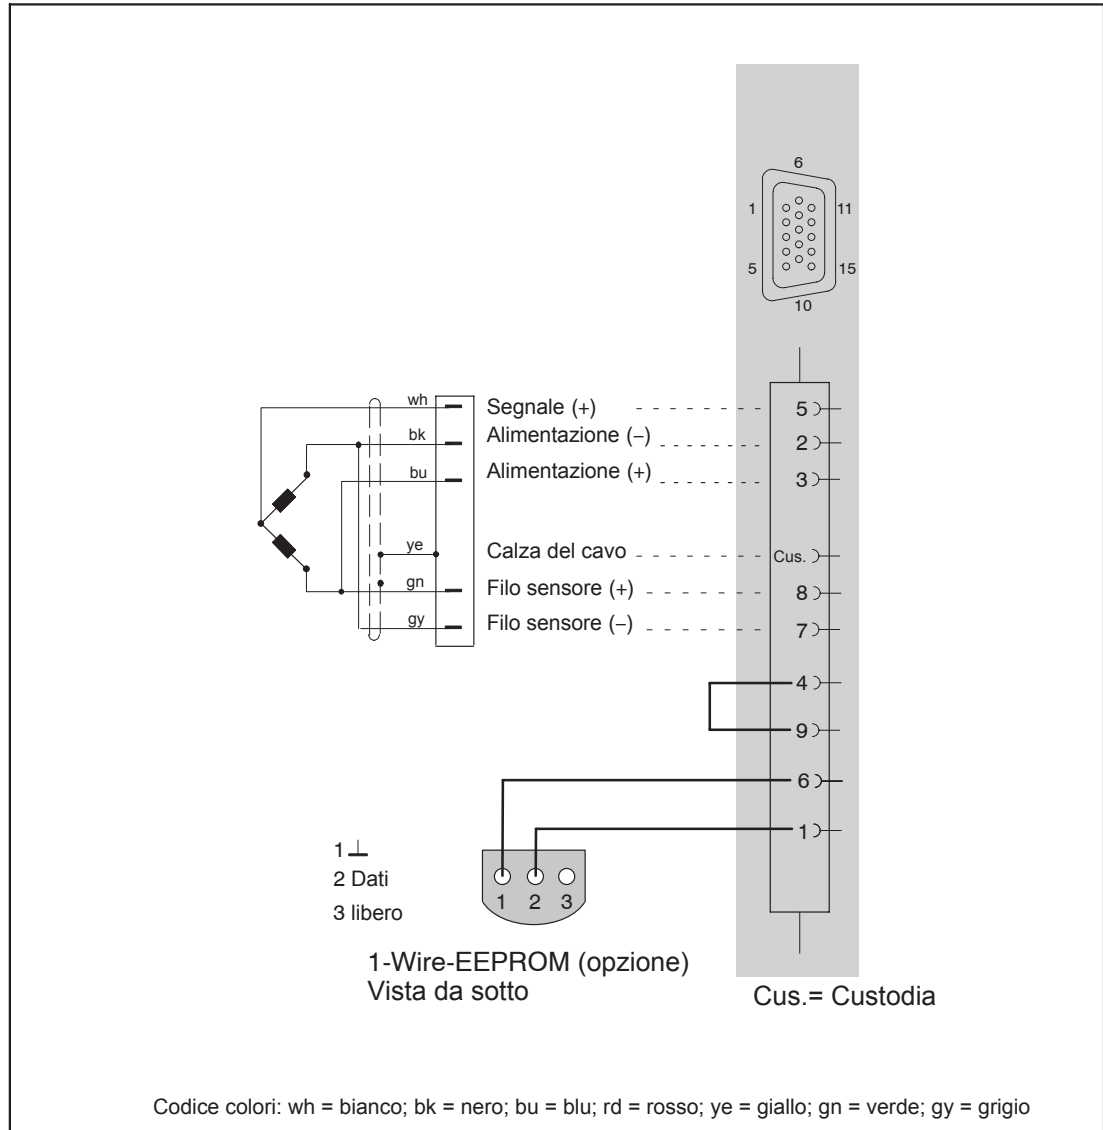 6
1 11
5 15
10
wh Segnale (+) 5
bk Alimentazione (−) 2
bu Alimentazione (+) 3
ye Calza del cavo Cus.
gn Filo sensore (+) 8
gy Filo sensore (−) 7
4
9
6
1
1
2 Dati
3 libero
1 2 3
1-Wire-EEPROM (opzione)
Vista da sotto
Cus.= Custodia
Codice colori: wh = bianco; bk = nero; bu = blu; rd = rosso; ye = giallo; gn = verde; gy = grigio